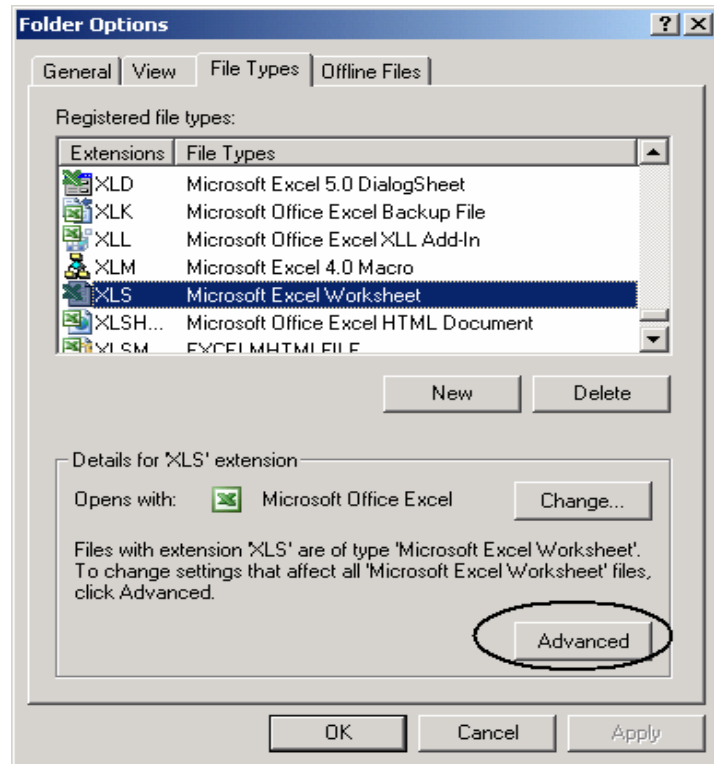 Folder Options
General View File Types Offline Files
Registered file types:
Extensions File Types
XLD Microsoft Excel 5.0 DialogSheet
XLK Microsoft Office Excel Backup File
XLL Microsoft Office Excel XLL Add-In
XLM Microsoft Excel 4.0 Macro
XLS Microsoft Excel Worksheet
XLSH... Microsoft Office Excel HTML Document
XLSM EXCELMHTMLFILE
New Delete
Details for 'XLS' extension
Opens with: Microsoft Office Excel Change...
Files with extension 'XLS' are of type 'Microsoft Excel Worksheet'.
To change settings that affect all 'Microsoft Excel Worksheet' files,
click Advanced.
Advanced
OK Cancel Apply